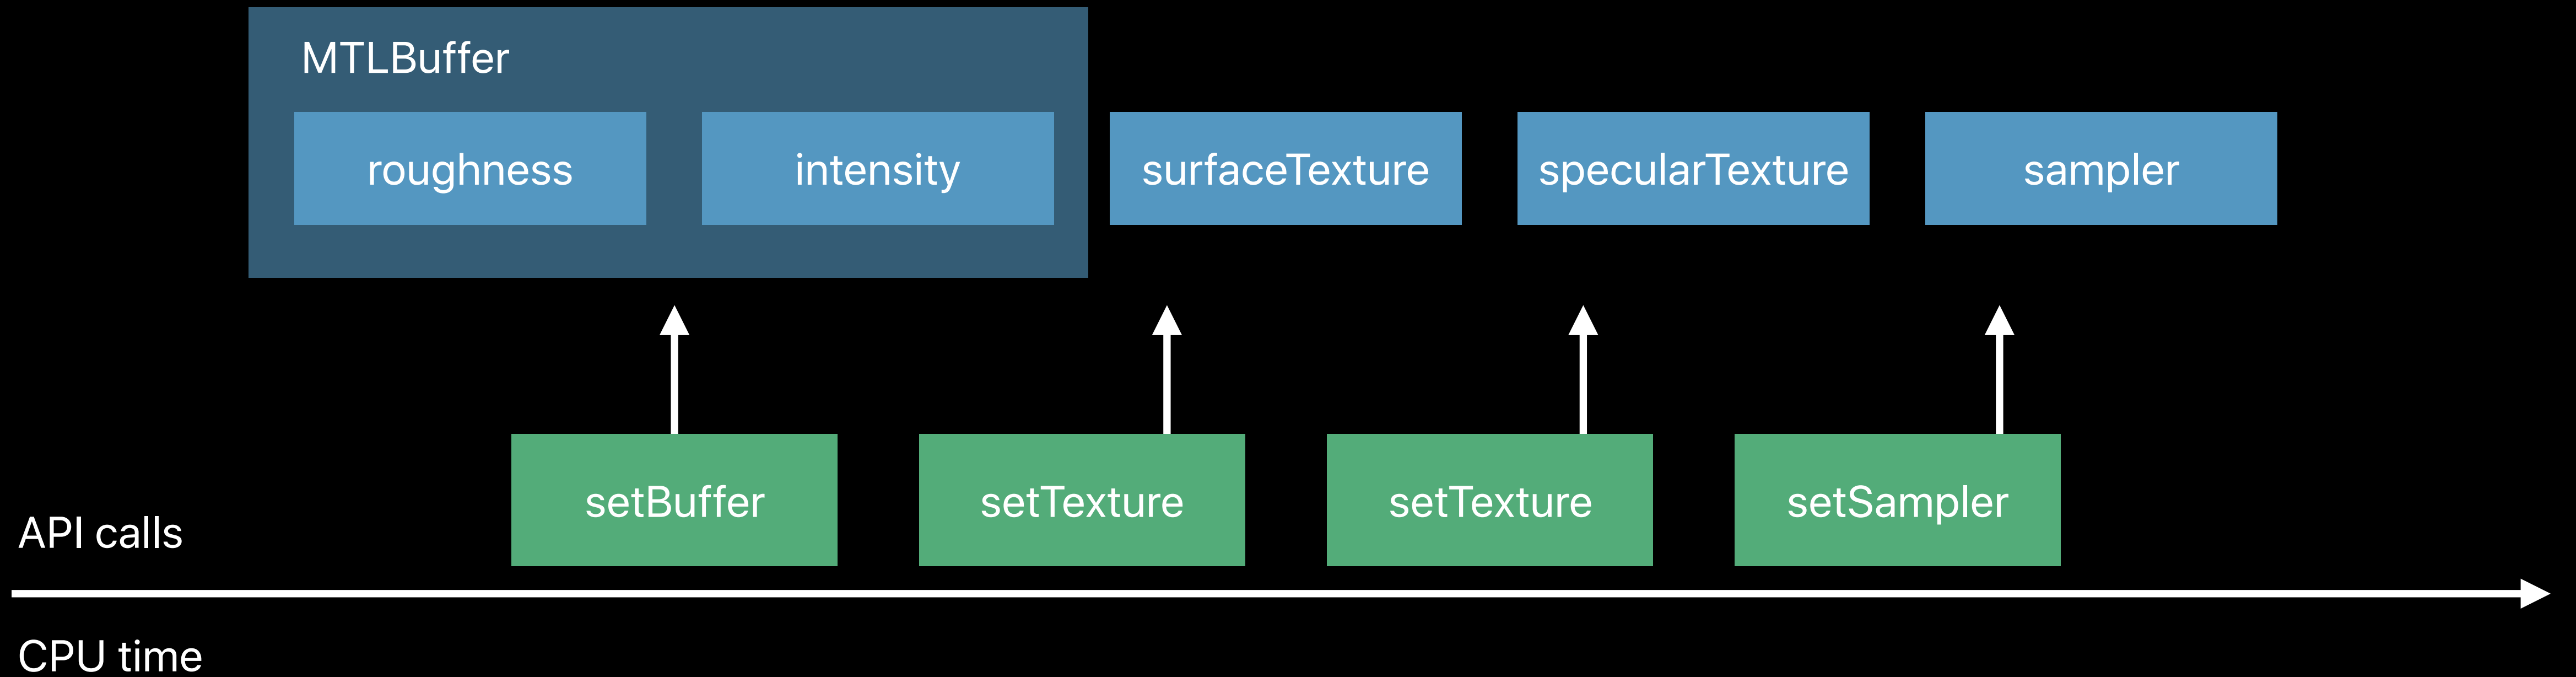 MTLBuffer
roughness
intensity
surfaceTexture
specularTexture
sampler
setBuffer
setTexture
setTexture
setSampler
API calls
CPU time